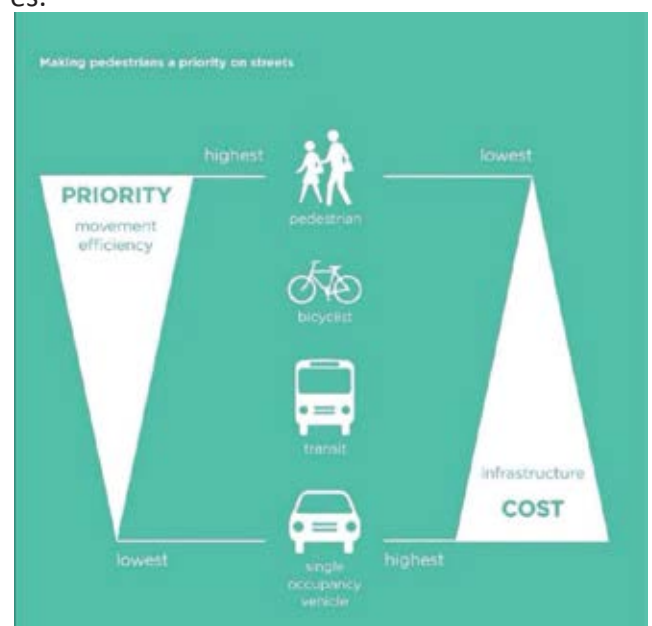 es.
Making pedestrians a priority on streets
highest
lowest
PRIORITY
movement
efficiency
pedestrian
bicyclist
transit
infrastructure
COST
lowest
highest
single
occupancy
vehicle